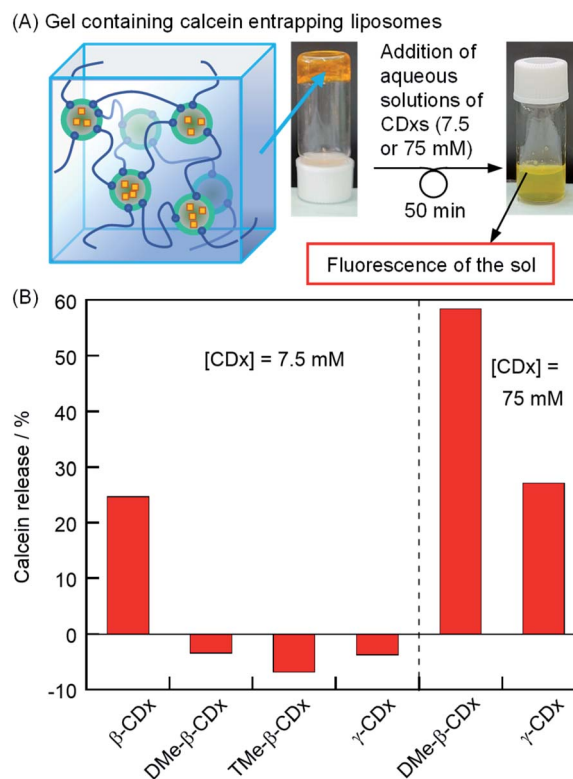 (A) Gel containing calcein entrapping liposomes
Addition of
aqueous
solutions of
CDxs (7.5
or 75 mM)
50 min
Fluorescence of the sol
(B)
60
50
40
30
20
10
0
-10
Calcein release / %
[CDx] = 7.5 mM
[CDx] =
75 mM
β-CDx
DMe-β-CDx
TMe-β-CDx
γ-CDx
DMe-β-CDx
γ-CDx